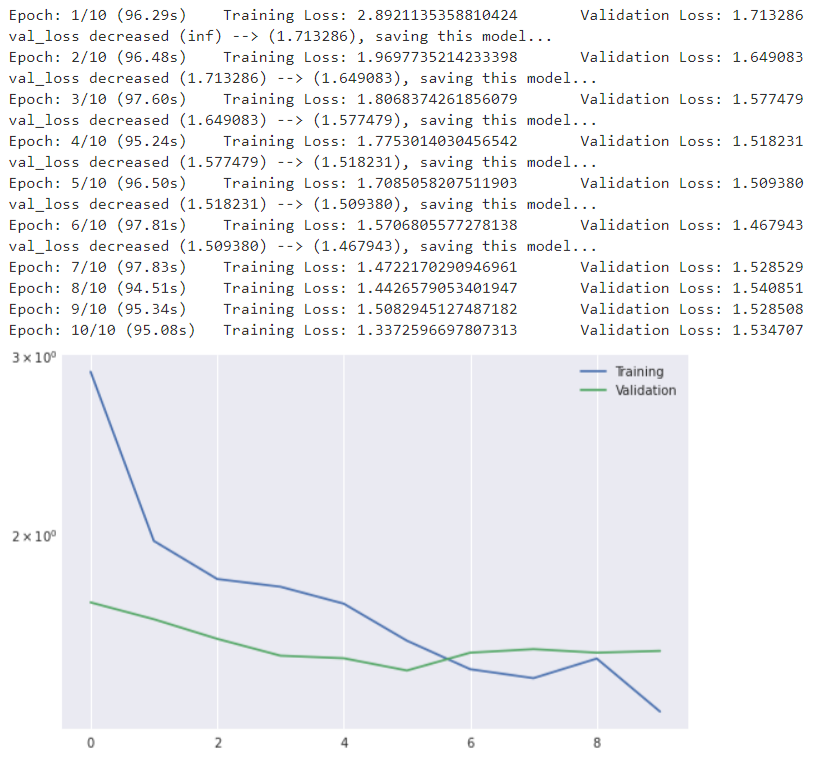 Epoch: 1/10 (96.29s)    Training Loss: 2.8921135358810424       Validation Loss: 1.713286
val_loss decreased (inf) --> (1.713286), saving this model...
Epoch: 2/10 (96.48s)    Training Loss: 1.9697735214233398       Validation Loss: 1.649083
val_loss decreased (1.713286) --> (1.649083), saving this model...
Epoch: 3/10 (97.60s)    Training Loss: 1.8068374261856079       Validation Loss: 1.577479
val_loss decreased (1.649083) --> (1.577479), saving this model...
Epoch: 4/10 (95.24s)    Training Loss: 1.7753014030456542       Validation Loss: 1.518231
val_loss decreased (1.577479) --> (1.518231), saving this model...
Epoch: 5/10 (96.50s)    Training Loss: 1.7085058207511903       Validation Loss: 1.509380
val_loss decreased (1.518231) --> (1.509380), saving this model...
Epoch: 6/10 (97.81s)    Training Loss: 1.5706805577278138       Validation Loss: 1.467943
val_loss decreased (1.509380) --> (1.467943), saving this model...
Epoch: 7/10 (97.83s)    Training Loss: 1.4722170290946961       Validation Loss: 1.528529
Epoch: 8/10 (94.51s)    Training Loss: 1.4426579053401947       Validation Loss: 1.540851
Epoch: 9/10 (95.34s)    Training Loss: 1.5082945127487182       Validation Loss: 1.528508
Epoch: 10/10 (95.08s)   Training Loss: 1.3372596697807313       Validation Loss: 1.534707
3 × 10⁰
Training
Validation
2 × 10⁰
0 2 4 6 8